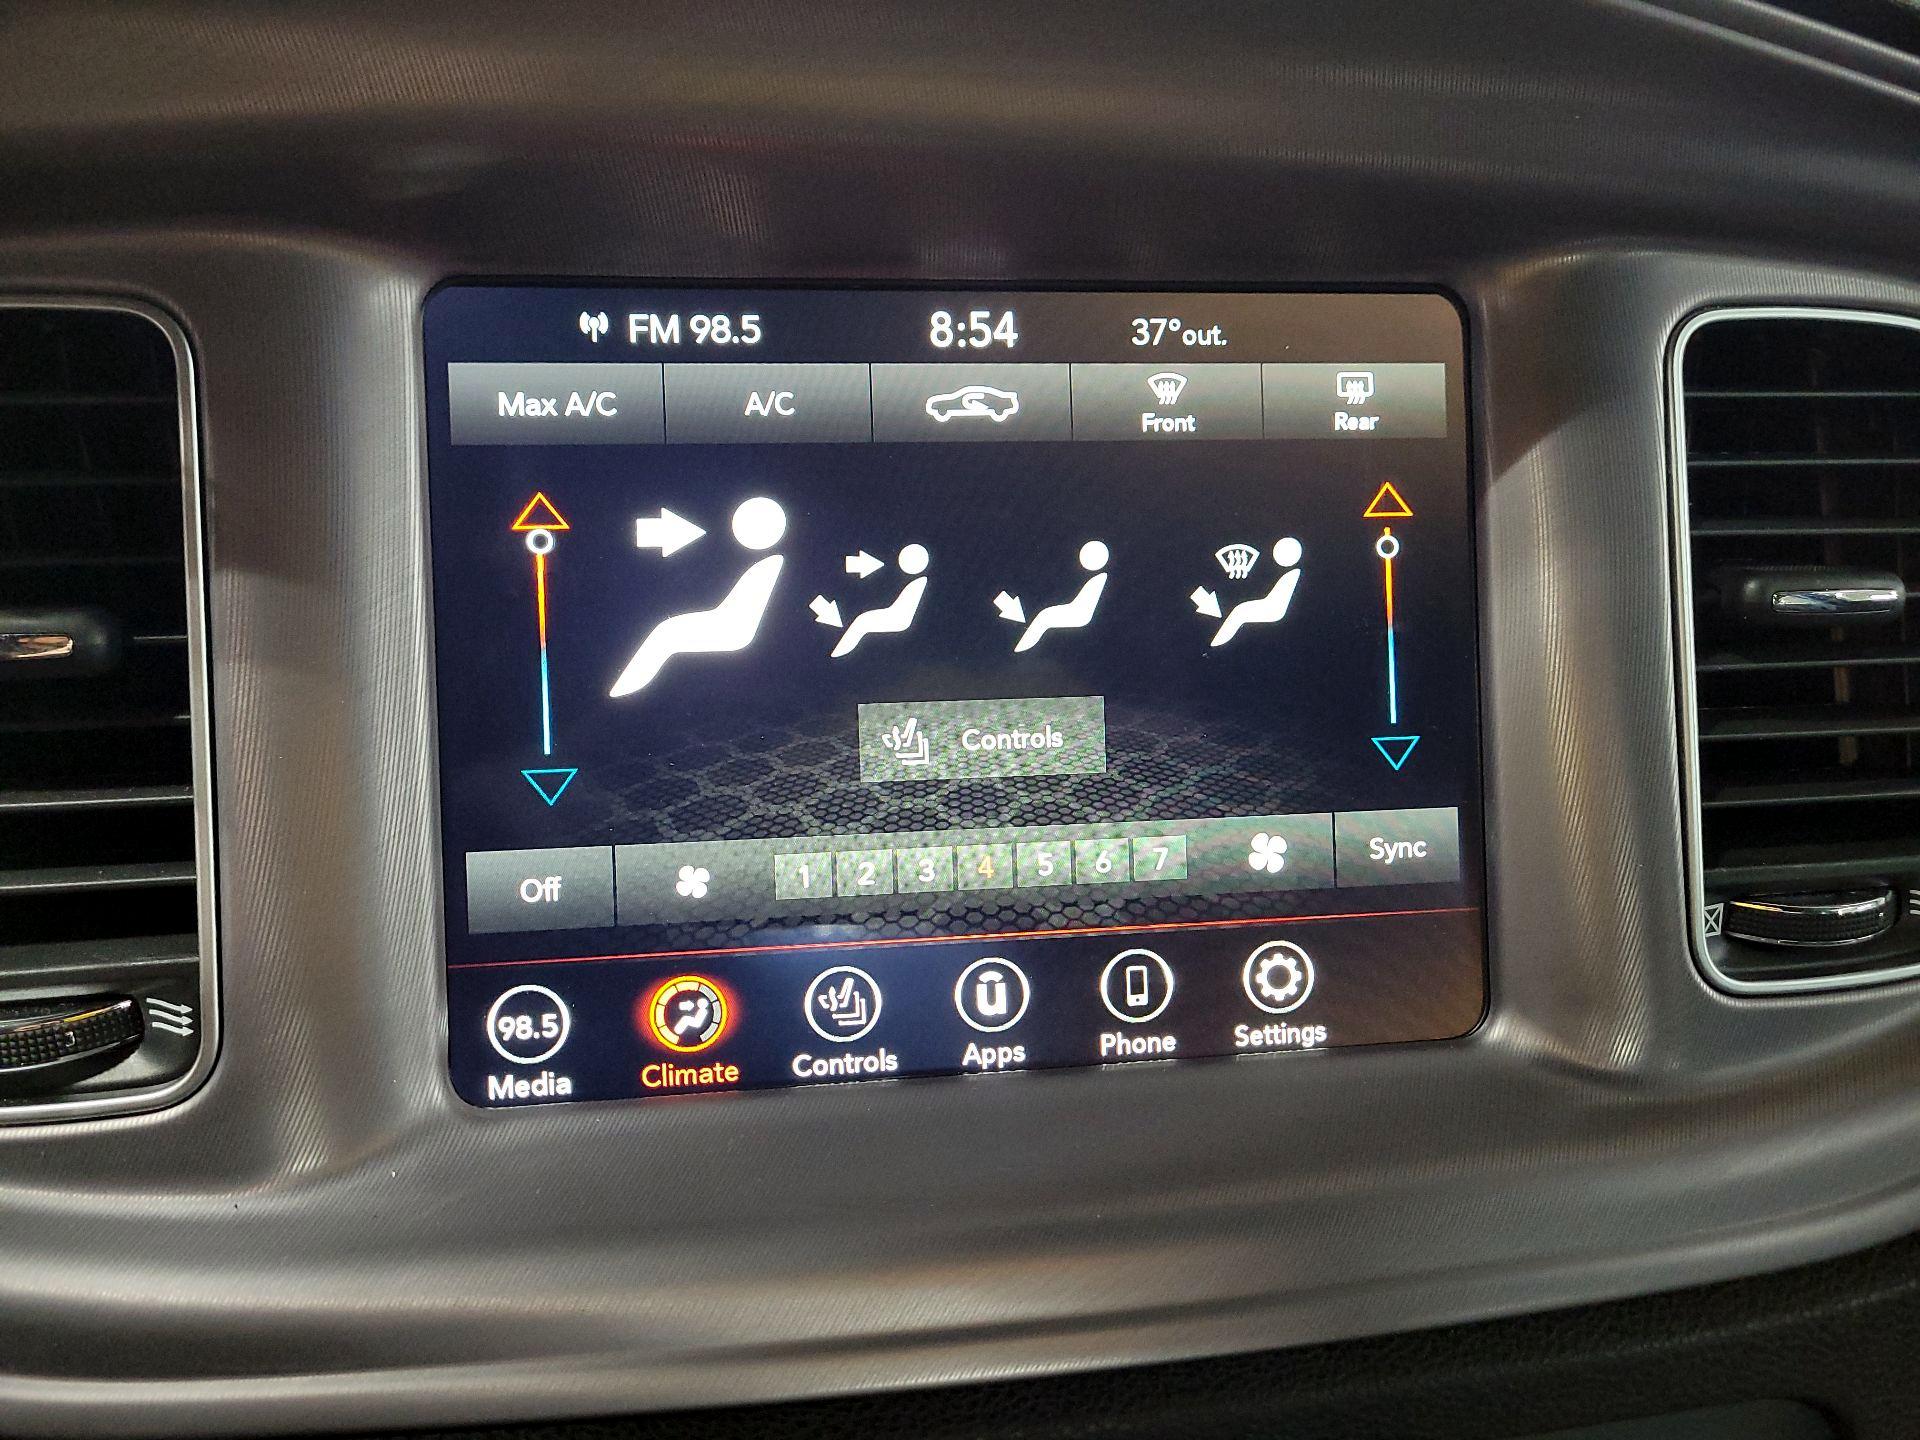 FM 98.5 8:54 37°out.
Max A/C A/C Front Rear
Controls
Off 1 2 3 4 5 6 7 Sync
98.5 u
Media Climate Controls Apps Phone Settings